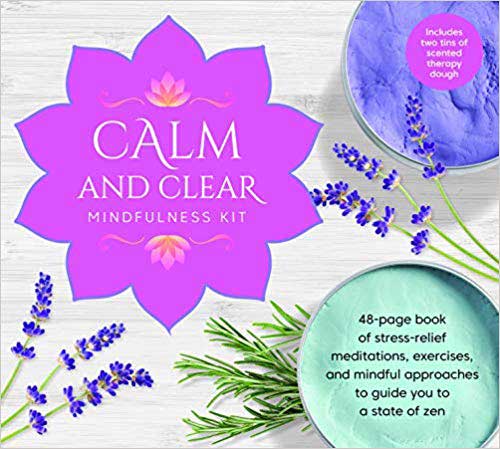 Includes
two tins of
scented
therapy
dough
CALM
AND CLEAR
MINDFULNESS KIT
48-page book
of stress-relief
meditations, exercises,
and mindful approaches
to guide you to
a state of zen